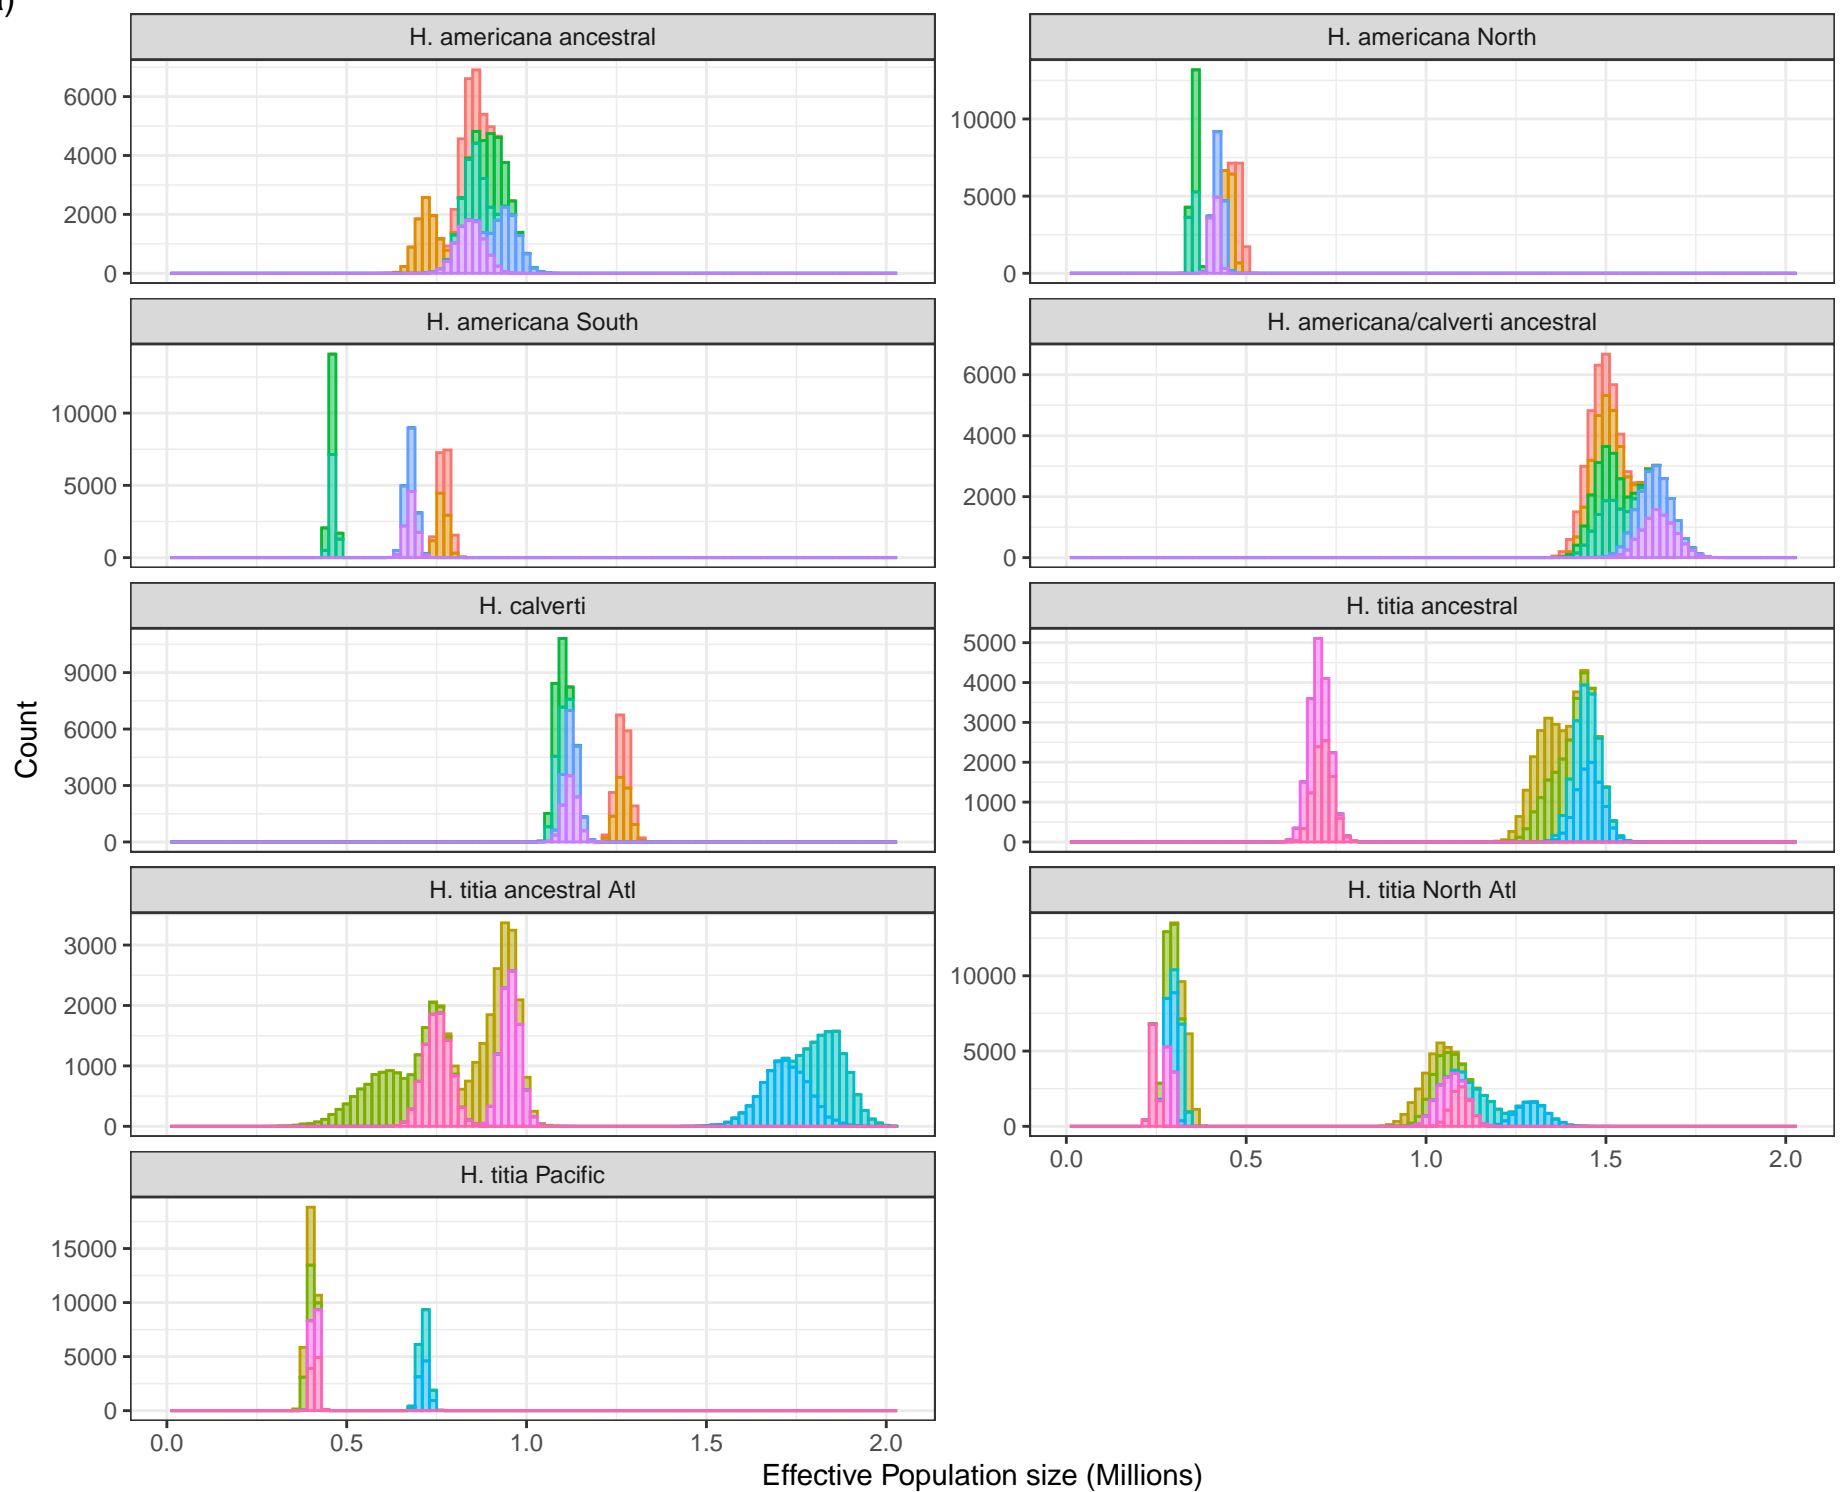 H. americana ancestral
H. americana North
6000
4000
2000
0
10000
5000
0
H. americana South
H. americana/calverti ancestral
10000
5000
0
6000
4000
2000
0
H. calverti
H. titia ancestral
9000
6000
3000
0
5000
4000
3000
2000
1000
0
Count
H. titia ancestral Atl
H. titia North Atl
3000
2000
1000
0
10000
5000
0
0.0 0.5 1.0 1.5 2.0
H. titia Pacific
15000
10000
5000
0
0.0 0.5 1.0 1.5 2.0
Effective Population size (Millions)